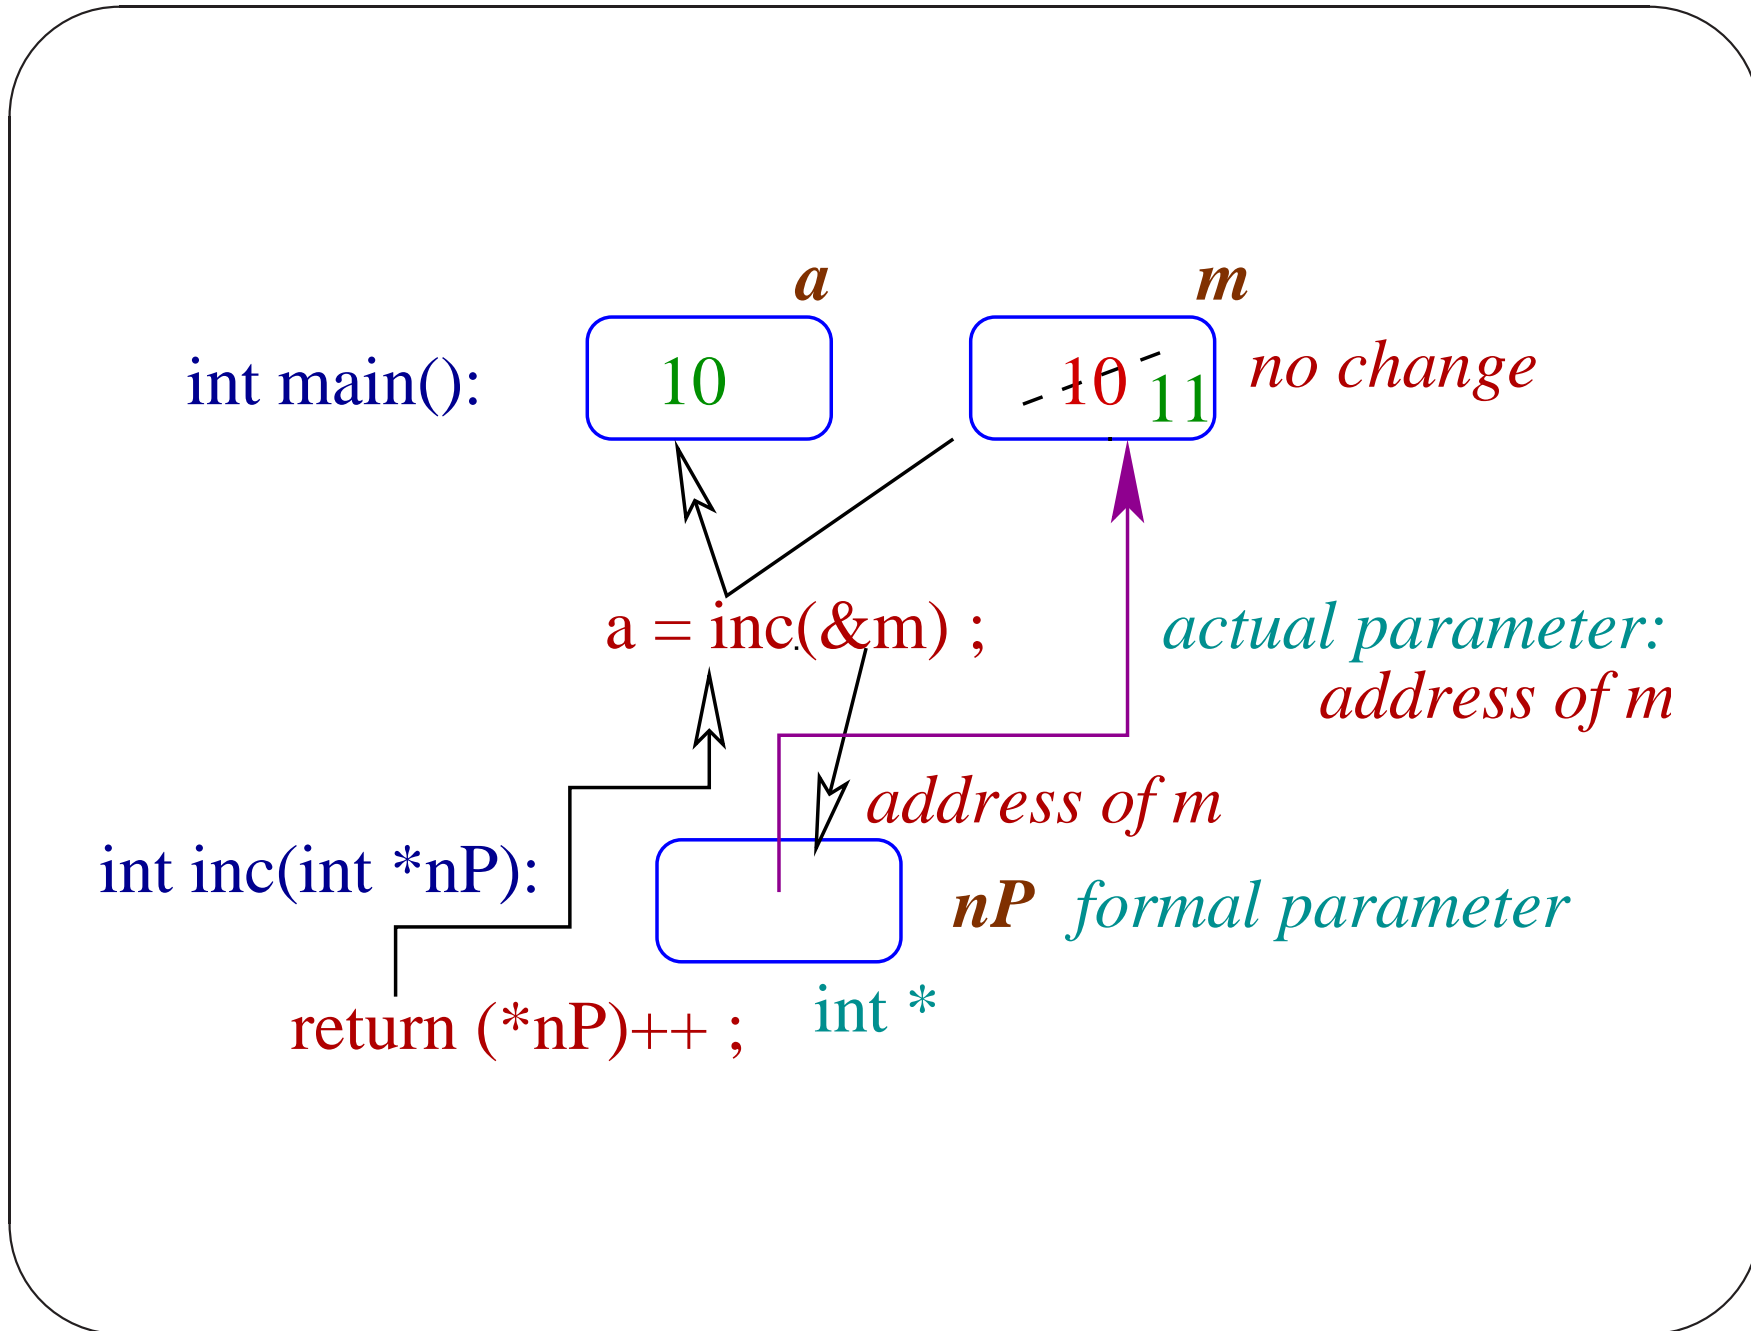 a m
int main(): 10 10 11 no change
a = inc(&m) ; actual parameter:
address of m
address of m
int inc(int *nP):
nP formal parameter
int *
return (*nP)++ ;